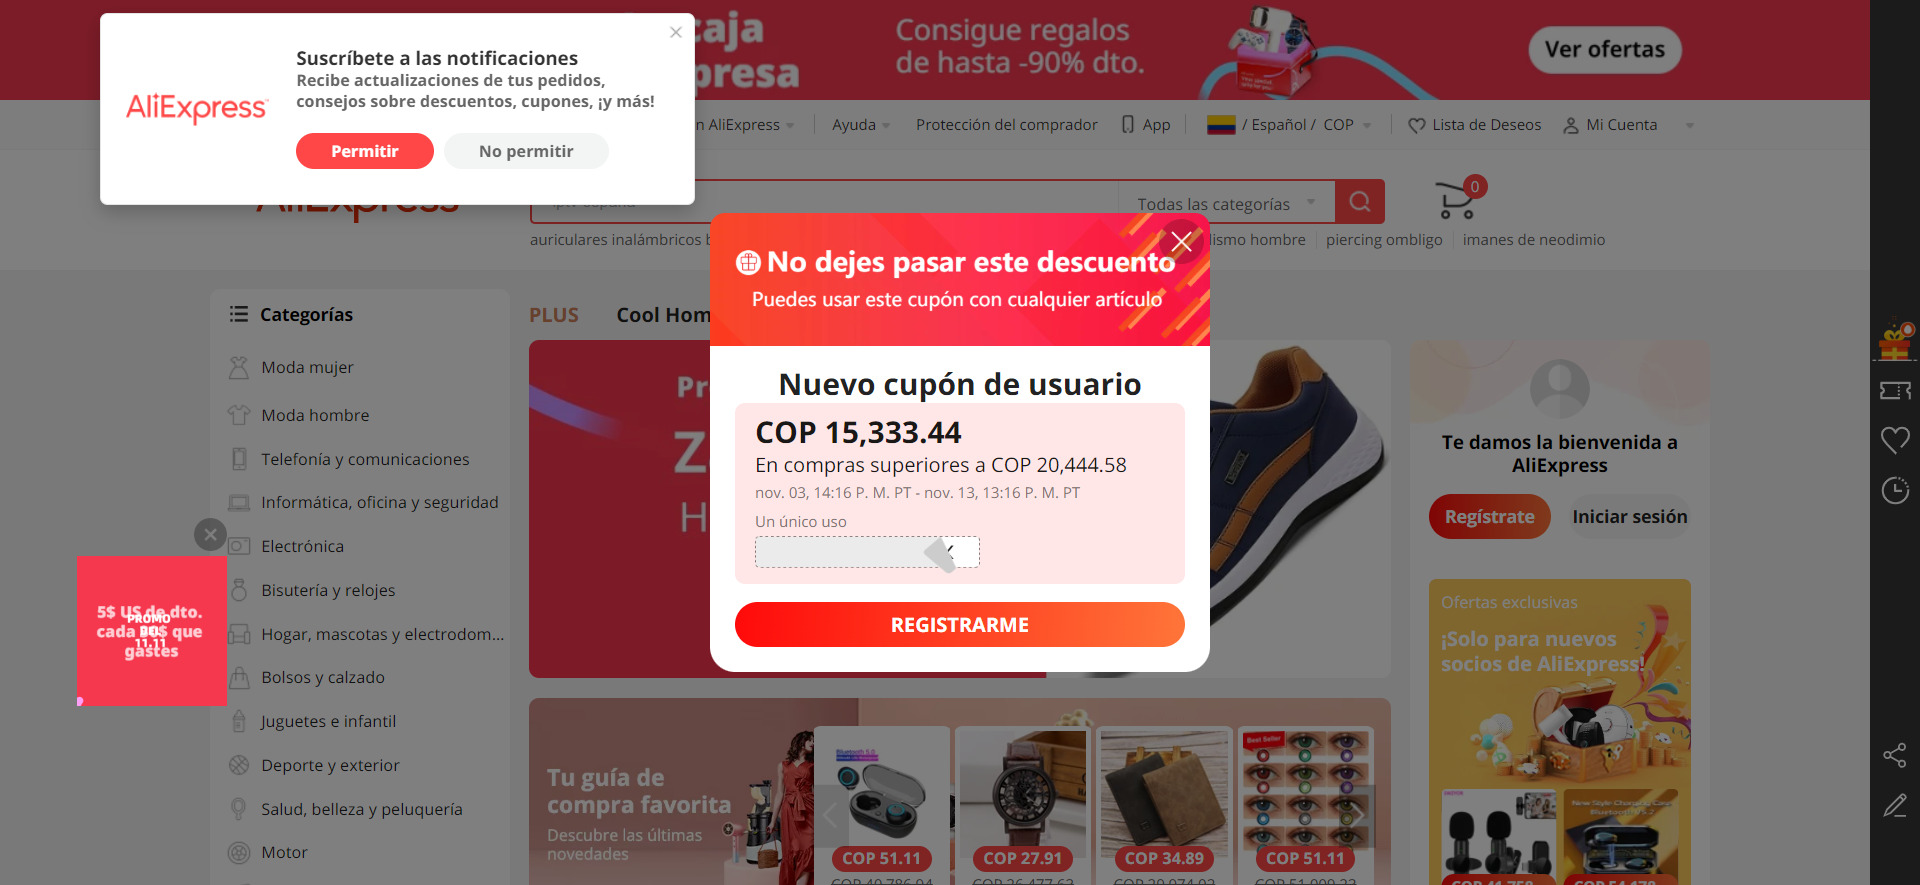 caja
Consigue regalos
de hasta -90% dto.
Ver ofertas
Suscríbete a las notificaciones
Recibe actualizaciones de tus pedidos,
consejos sobre descuentos, cupones, ¡y más!
AliExpress
Permitir
No permitir
AliExpress
Ayuda
Protección del comprador
App
/ Español / COP
Lista de Deseos
Mi Cuenta
Todas las categorías
0
auriculares inalámbricos
hombre
piercing ombligo
imanes de neodimio
No dejes pasar este descuento
Puedes usar este cupón con cualquier artículo
Nuevo cupón de usuario
COP 15,333.44
En compras superiores a COP 20,444.58
nov. 03, 14:16 P. M. PT - nov. 13, 13:16 P. M. PT
Un único uso
REGISTRARME
Categorías
Moda mujer
Moda hombre
Telefonía y comunicaciones
Informática, oficina y seguridad
Electrónica
Bisutería y relojes
Hogar, mascotas y electrodom...
Bolsos y calzado
Juguetes e infantil
Deporte y exterior
Salud, belleza y peluquería
Motor
5$ US de dto.
cada que
gastes
PROMO
11.11
PLUS
Cool
Te damos la bienvenida a
AliExpress
Regístrate
Iniciar sesión
Ofertas exclusivas
¡Solo para nuevos
socios de AliExpress!
Tu guía de
compra favorita
Descubre las últimas
novedades
Bluetooth 5.0
Best Seller
COP 51.11
COP 27.91
COP 34.89
COP 51.11